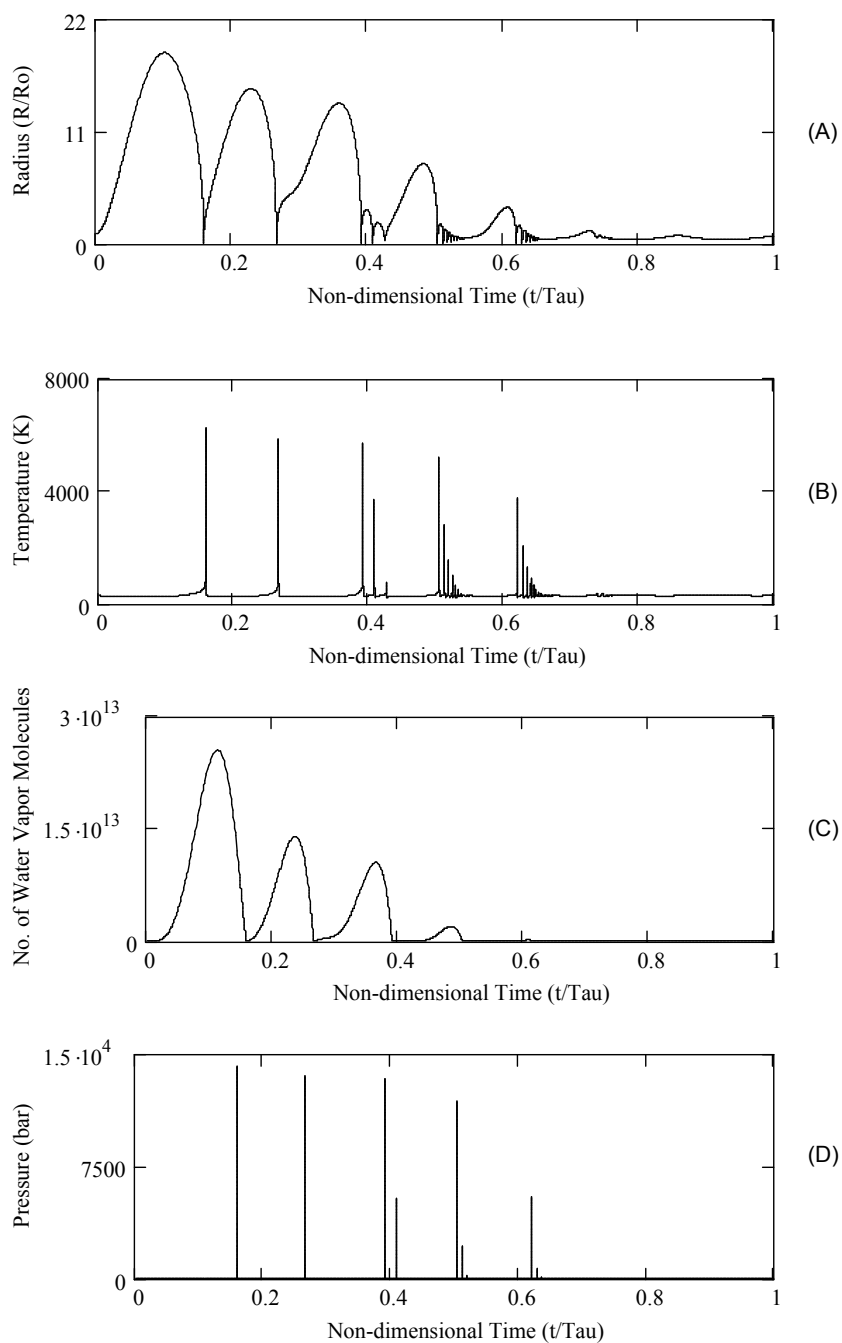 22
11
0
Radius (R/Ro)
(A)
0 0.2 0.4 0.6 0.8 1
Non-dimensional Time (t/Tau)
8000
4000
0
Temperature (K)
(B)
0 0.2 0.4 0.6 0.8 1
Non-dimensional Time (t/Tau)
3·10^13
1.5·10^13
0
No. of Water Vapor Molecules
(C)
0 0.2 0.4 0.6 0.8 1
Non-dimensional Time (t/Tau)
1.5·10^4
7500
0
Pressure (bar)
(D)
0 0.2 0.4 0.6 0.8 1
Non-dimensional Time (t/Tau)